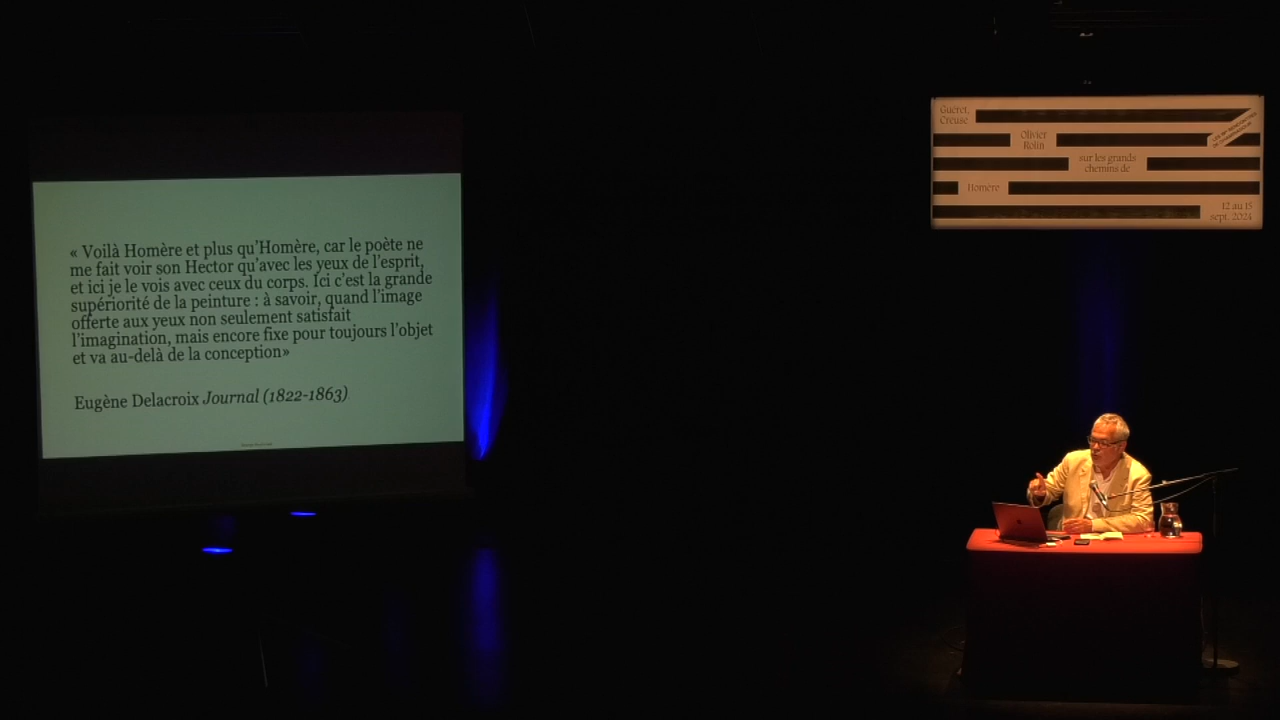 « Voilà Homère et plus qu’Homère, car le poète ne
me fait voir son Hector qu’avec les yeux de l’esprit,
et ici je le vois avec ceux du corps. Ici c’est la grande
supériorité de la peinture : à savoir, quand l’image
offerte aux yeux non seulement satisfait
l’imagination, mais encore fixe pour toujours l’objet
et va au-delà de la conception»
Eugène Delacroix Journal (1822-1863)
Guéret,
Creuse
Olivier
Rolin
sur les grands
chemins de
Homère
12 au 15
sept. 2024